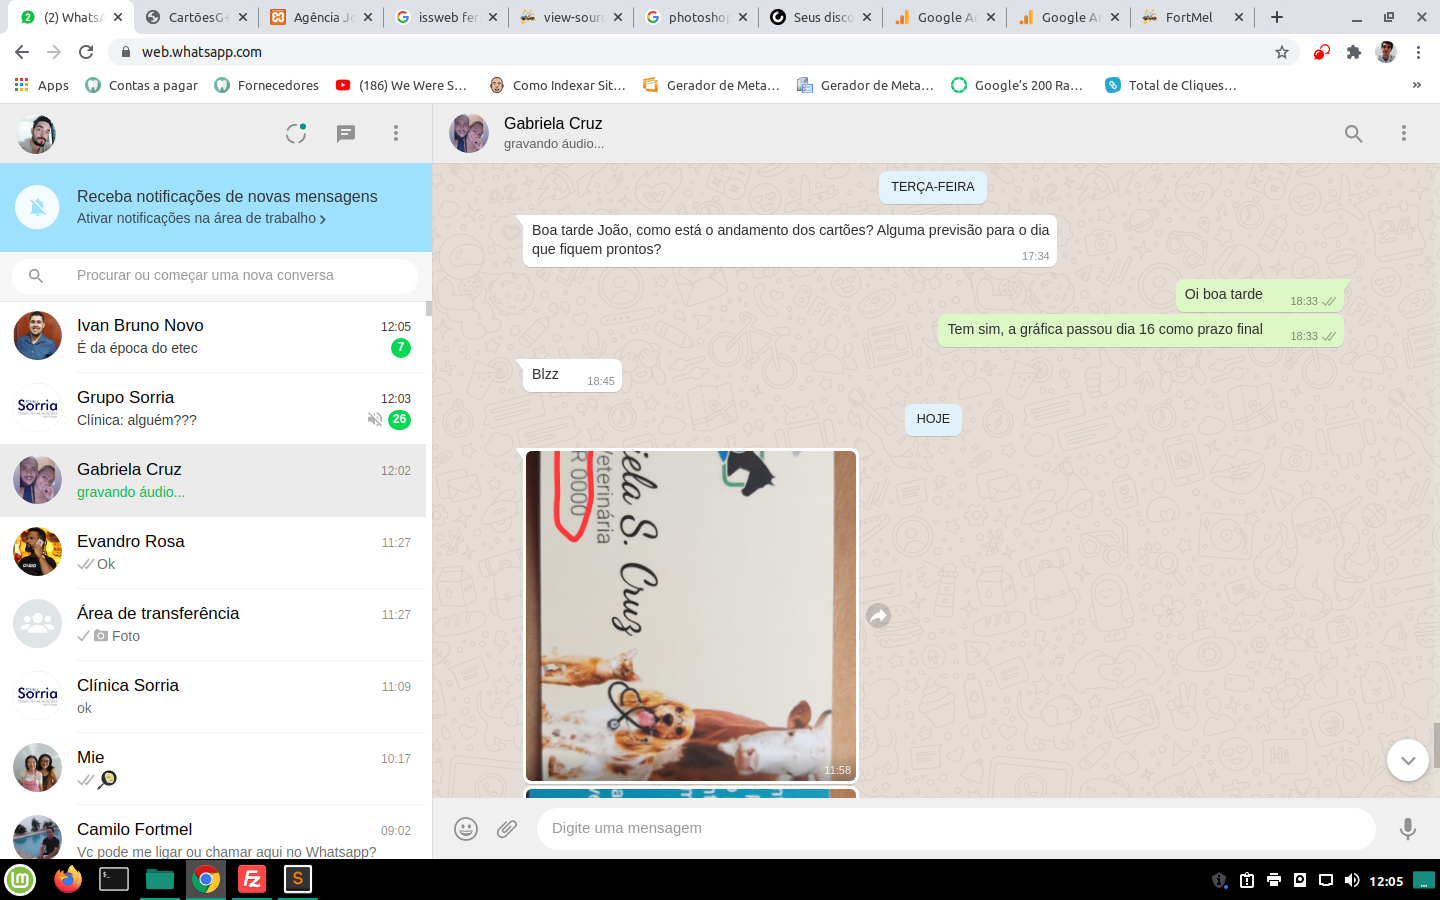 (2) WhatsA
CartõesG
Agência Jo
issweb fer
view-sour
photoshop
Seus disco
Google An
Google An
FortMel
web.whatsapp.com
Apps
Contas a pagar
Fornecedores
(186) We Were S...
Como Indexar Sit...
Gerador de Meta...
Gerador de Meta...
Google's 200 Ra...
Total de Cliques...
Gabriela Cruz
gravando áudio...
Receba notificações de novas mensagens
Ativar notificações na área de trabalho
Procurar ou começar uma nova conversa
Ivan Bruno Novo 12:05
É da época do etec 7
Grupo Sorria 12:03
Clínica: alguém??? 26
Sorria
Gabriela Cruz 12:02
gravando áudio...
Evandro Rosa 11:27
Ok
Área de transferência 11:27
Foto
Clínica Sorria 11:09
ok
Sorria
Mie 10:17
Camilo Fortmel 09:02
Vc pode me ligar ou chamar aqui no Whatsapp?
TERÇA-FEIRA
Boa tarde João, como está o andamento dos cartões? Alguma previsão para o dia
que fiquem prontos?
17:34
Oi boa tarde 18:33
Tem sim, a gráfica passou dia 16 como prazo final 18:33
Blzz 18:45
HOJE
iela S. Cruz
Veterinária
R 0000
11:58
Digite uma mensagem
12:05